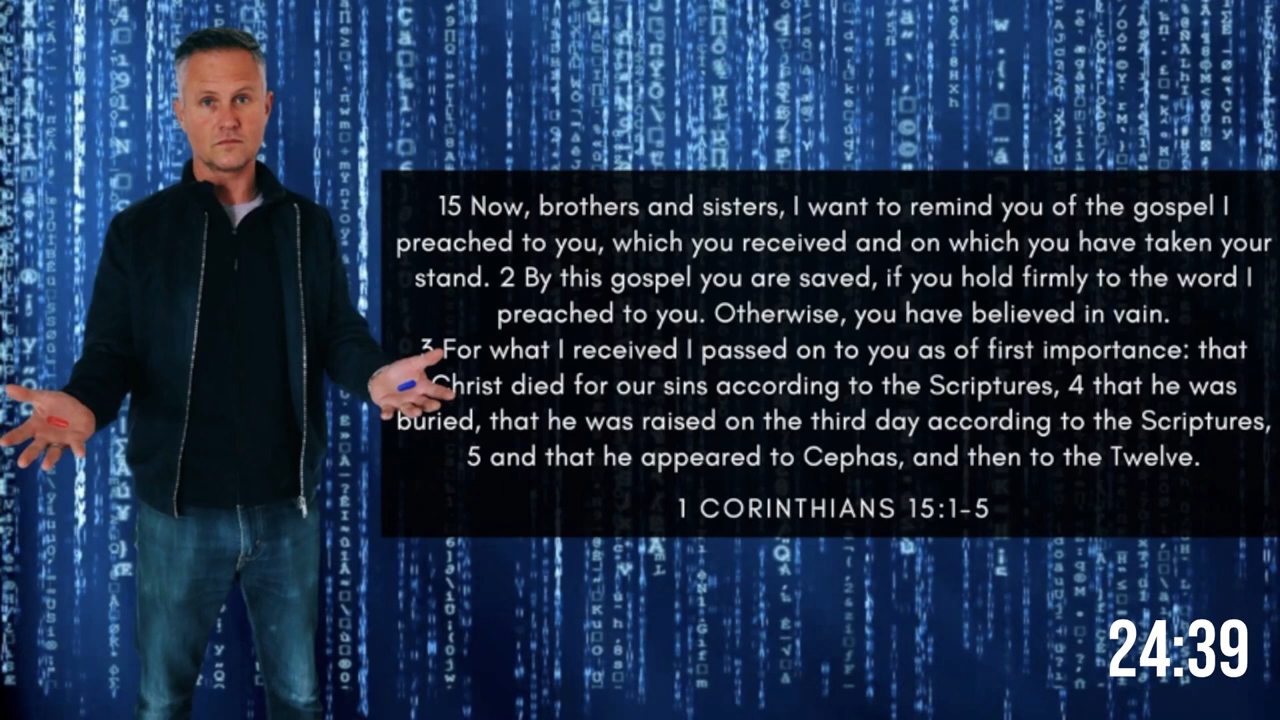 15 Now, brothers and sisters, I want to remind you of the gospel I
preached to you, which you received and on which you have taken your
stand. 2 By this gospel you are saved, if you hold firmly to the word I
preached to you. Otherwise, you have believed in vain.
3 For what I received I passed on to you as of first importance: that
Christ died for our sins according to the Scriptures, 4 that he was
buried, that he was raised on the third day according to the Scriptures,
5 and that he appeared to Cephas, and then to the Twelve.
1 CORINTHIANS 15:1-5
24:39